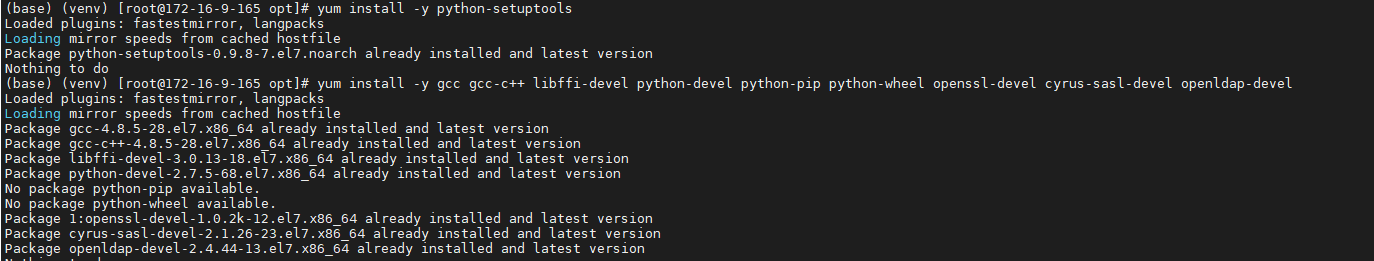 (base) (venv) [root@172-16-9-165 opt]# yum install -y python-setuptools
Loaded plugins: fastestmirror, langpacks
Loading mirror speeds from cached hostfile
Package python-setuptools-0.9.8-7.el7.noarch already installed and latest version
Nothing to do
(base) (venv) [root@172-16-9-165 opt]# yum install -y gcc gcc-c++ libffi-devel python-devel python-pip python-wheel openssl-devel cyrus-sasl-devel openldap-devel
Loaded plugins: fastestmirror, langpacks
Loading mirror speeds from cached hostfile
Package gcc-4.8.5-28.el7.x86_64 already installed and latest version
Package gcc-c++-4.8.5-28.el7.x86_64 already installed and latest version
Package libffi-devel-3.0.13-18.el7.x86_64 already installed and latest version
Package python-devel-2.7.5-68.el7.x86_64 already installed and latest version
No package python-pip available.
No package python-wheel available.
Package 1:openssl-devel-1.0.2k-12.el7.x86_64 already installed and latest version
Package cyrus-sasl-devel-2.1.26-23.el7.x86_64 already installed and latest version
Package openldap-devel-2.4.44-13.el7.x86_64 already installed and latest version